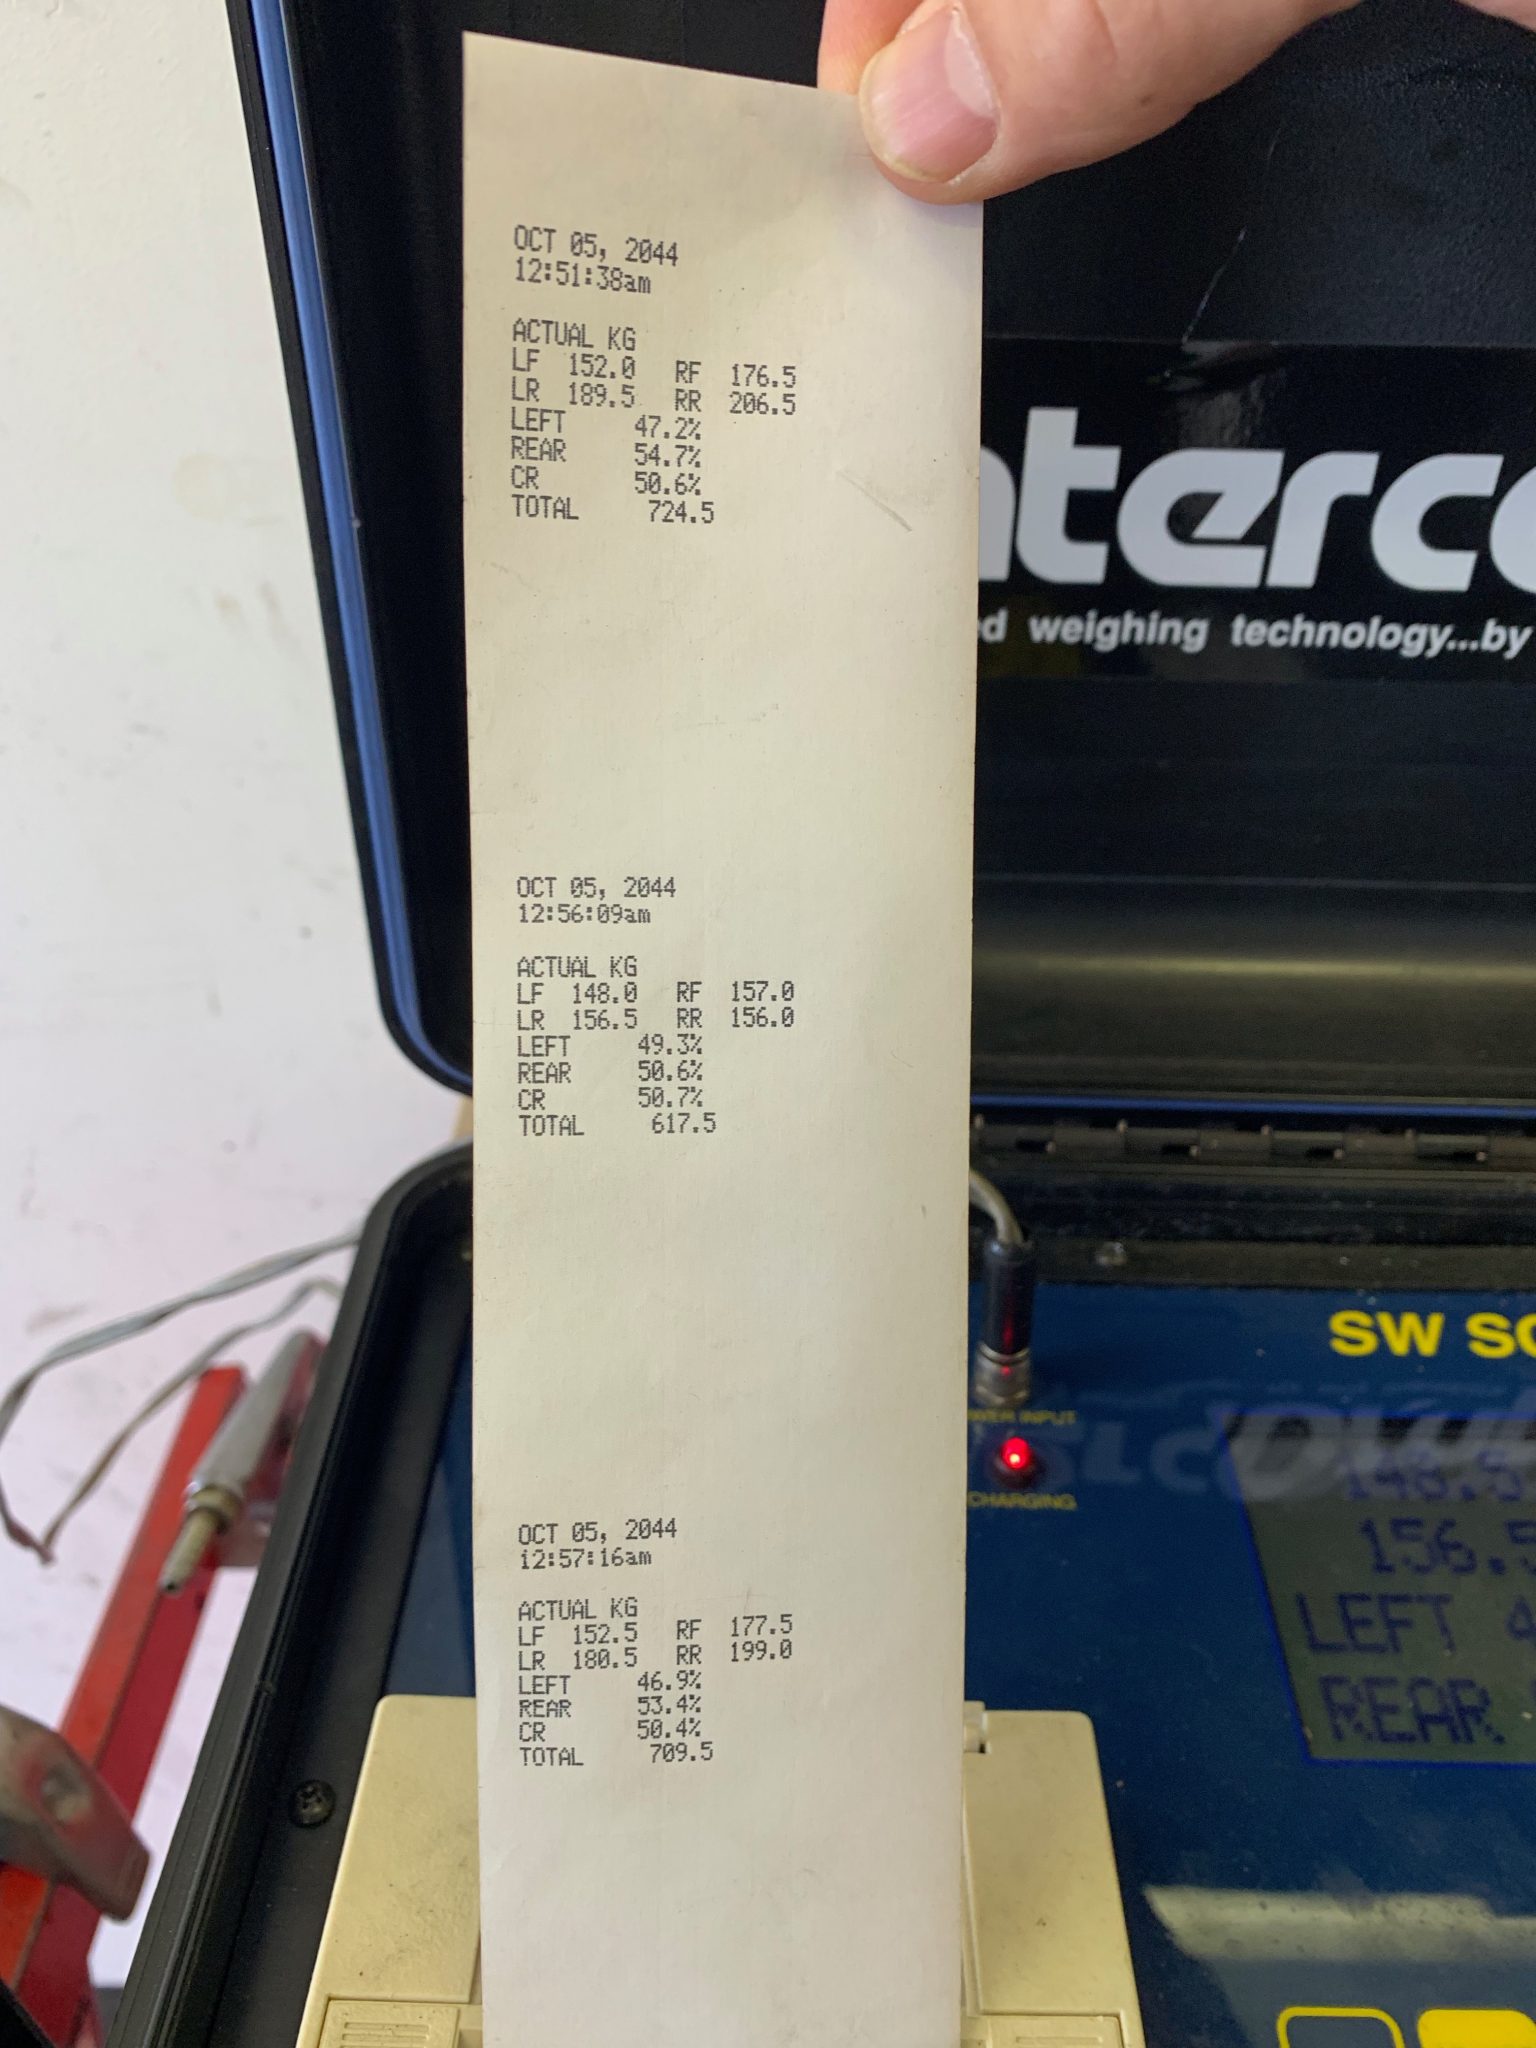 OCT 05, 2044
12:51:38am
ACTUAL KG
LF 152.0 RF 176.5
LR 189.5 RR 206.5
LEFT 47.2%
REAR 54.7%
CR 50.6%
TOTAL 724.5
OCT 05, 2044
12:56:09am
ACTUAL KG
LF 148.0 RF 157.0
LR 156.5 RR 156.0
LEFT 49.3%
REAR 50.6%
CR 50.7%
TOTAL 617.5
OCT 05, 2044
12:57:16am
ACTUAL KG
LF 152.5 RF 177.5
LR 180.5 RR 199.0
LEFT 46.9%
REAR 53.4%
CR 50.4%
TOTAL 709.5
weighing technology...by
SW
INPUT
CHARGING
148.5
156.5
LEFT
REAR